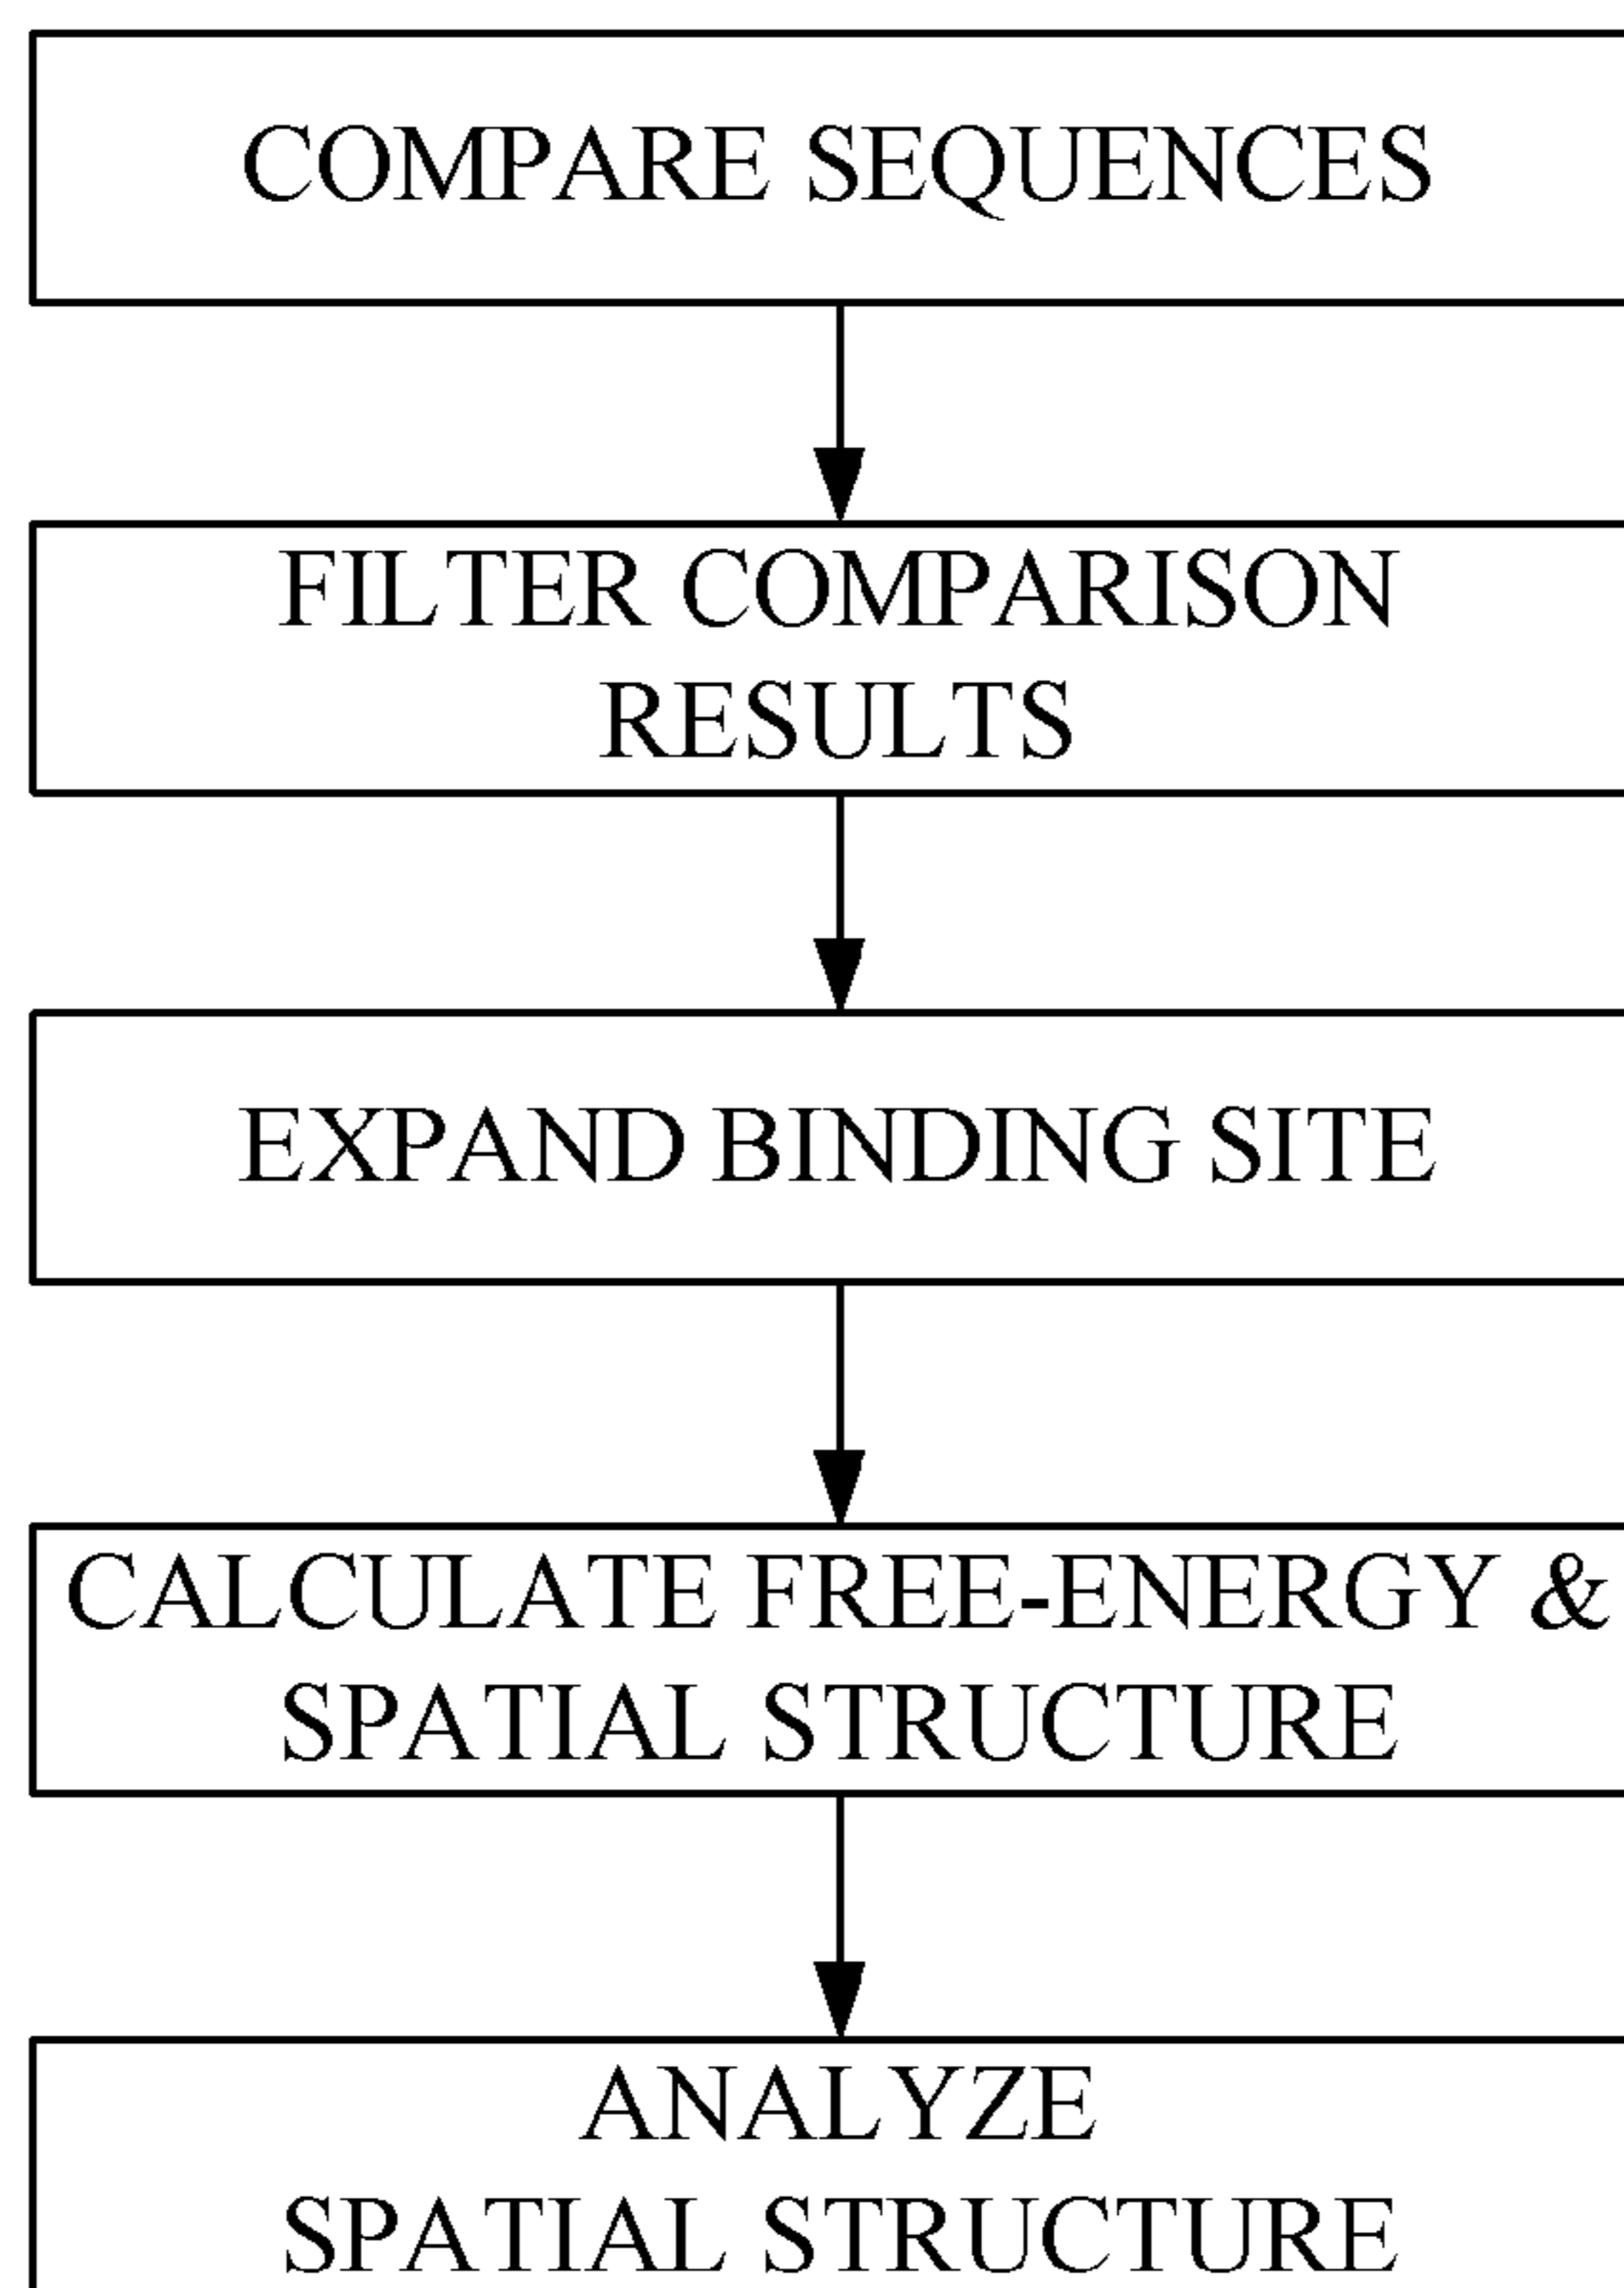 COMPARE SEQUENCES
FILTER COMPARISON
RESULTS
EXPAND BINDING SITE
CALCULATE FREE-ENERGY &
SPATIAL STRUCTURE
ANALYZE
SPATIAL STRUCTURE